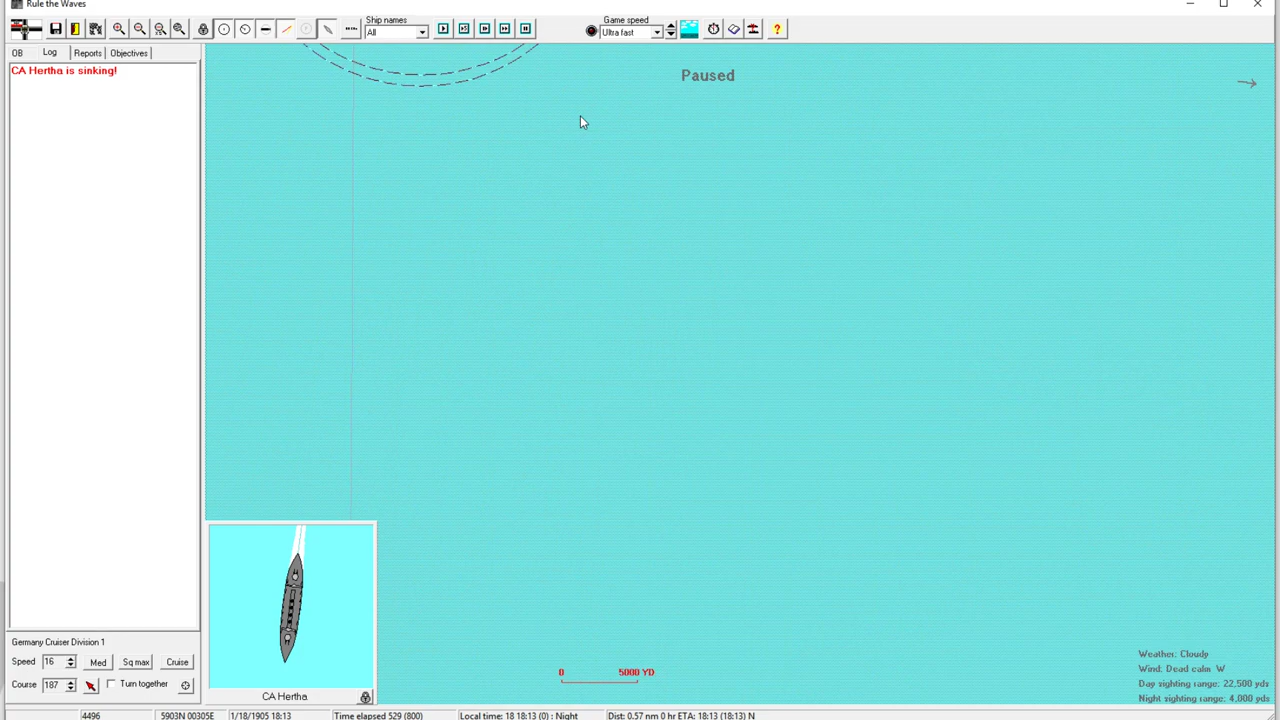 Rule the Waves
Ship names
All
Game speed
Ultra fast
OB Log Reports Objectives
CA Hertha is sinking!
Paused
Germany Cruiser Division 1
Speed 16 Med Sq max Cruise
Course 187 Turn together
CA Hertha
0 5000 YD
Weather: Cloudy
Wind: Dead calm W
Day sighting range: 22,500 yds
Night sighting range: 4,000 yds
4496 5903N 00305E 1/18/1905 18:13 Time elapsed 529 (800) Local time: 18 18:13 (0) : Night Dist: 0.57 nm 0 hr ETA: 18:13 (18:13) N